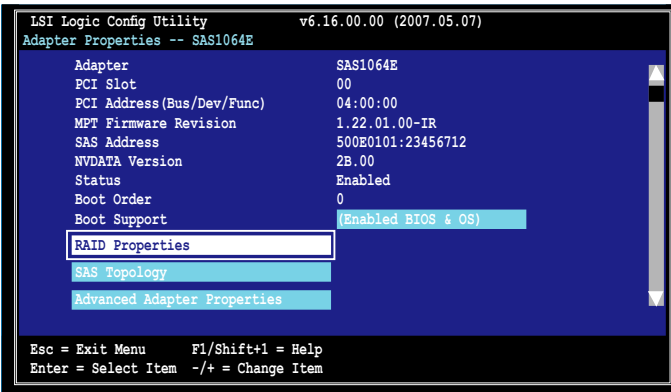 LSI Logic Config Utility v6.16.00.00 (2007.05.07)
Adapter Properties -- SAS1064E
Adapter SAS1064E
PCI Slot 00
PCI Address(Bus/Dev/Func) 04:00:00
MPT Firmware Revision 1.22.01.00-IR
SAS Address 500E0101:23456712
NVDATA Version 2B.00
Status Enabled
Boot Order 0
Boot Support (Enabled BIOS & OS)
RAID Properties
SAS Topology
Advanced Adapter Properties
Esc = Exit Menu F1/Shift+1 = Help
Enter = Select Item -/+ = Change Item